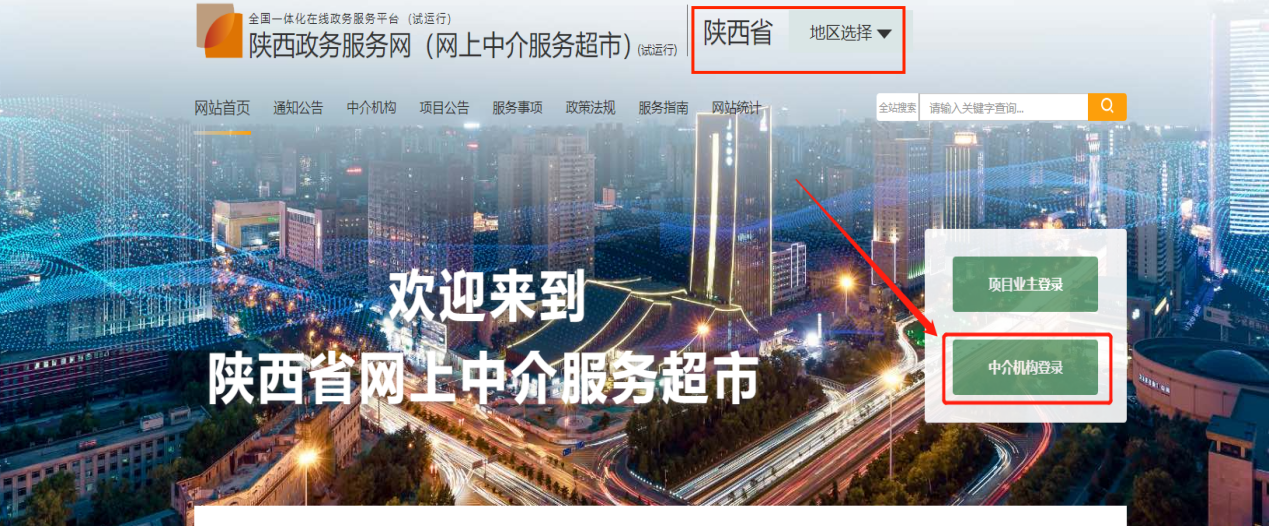 全国一体化在线政务服务平台（试运行）
陕西政务服务网（网上中介服务超市）(试运行)
陕西省 地区选择
网站首页 通知公告 中介机构 项目公告 服务事项 政策法规 服务指南 网站统计
全站搜索 请输入关键字查询...
项目业主登录
欢迎来到
陕西省网上中介服务超市
中介机构登录